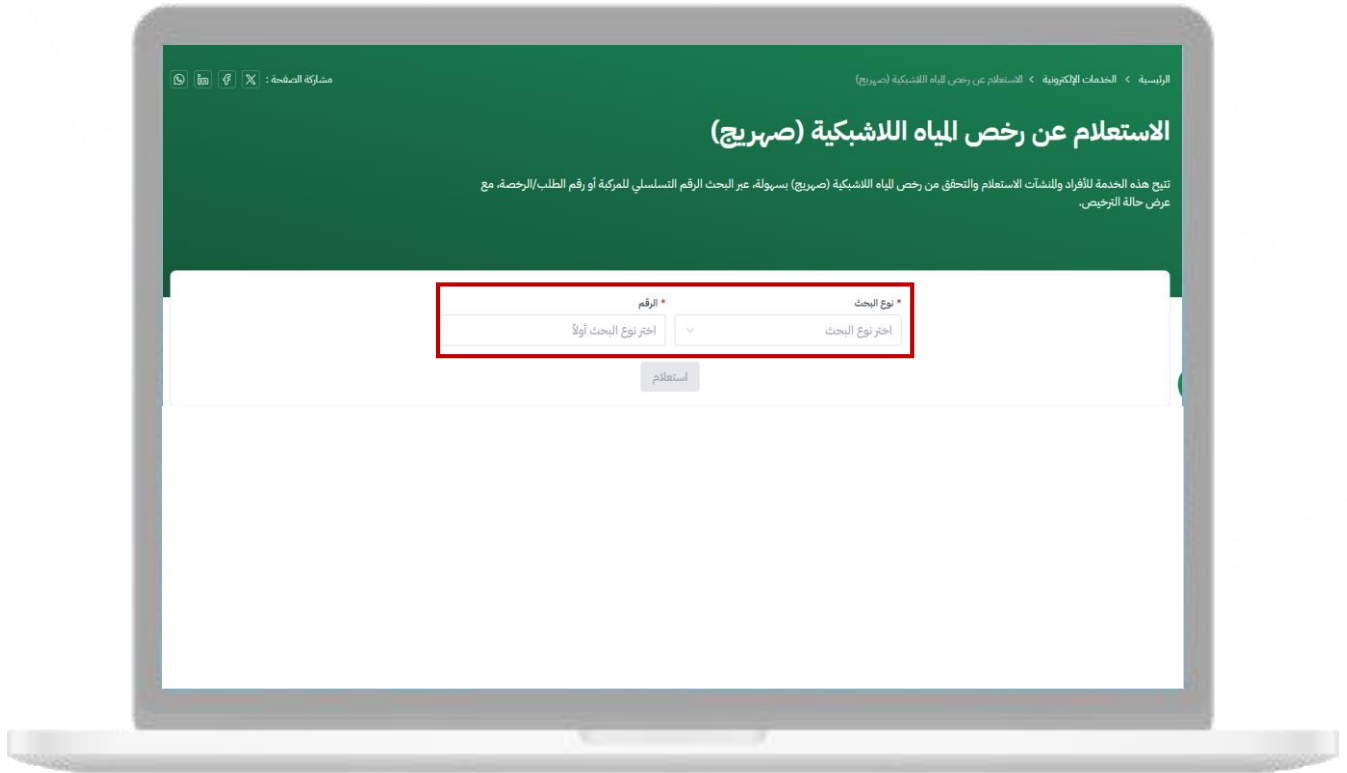 الرئيسية > الخدمات الإلكترونية > الاستعلام عن رخص المياه اللاشبكية (صهريج)
مشاركة الصفحة :
الاستعلام عن رخص المياه اللاشبكية (صهريج)
تتيح هذه الخدمة للأفراد والمنشآت الاستعلام والتحقق من رخص المياه اللاشبكية (صهريج) بسهولة، عبر البحث الرقم التسلسلي للمركبة أو رقم الطلب/الرخصة، مع
عرض حالة الترخيص.
* نوع البحث
* الرقم
اختر نوع البحث
اختر نوع البحث أولاً
استعلام